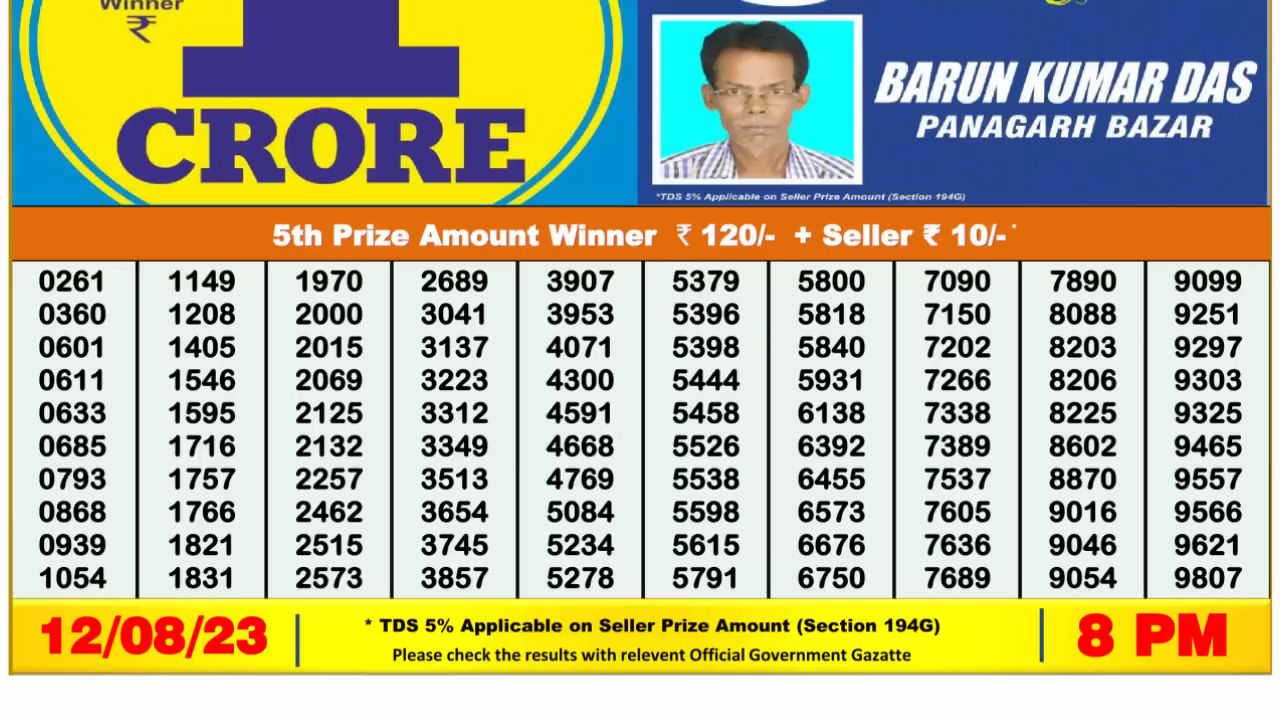 Winner
₹
1
CRORE
BARUN KUMAR DAS
PANAGARH BAZAR
*TDS 5% Applicable on Seller Prize Amount (Section 194G)
5th Prize Amount Winner ₹ 120/- + Seller ₹ 10/-*
0261 1149 1970 2689 3907 5379 5800 7090 7890 9099
0360 1208 2000 3041 3953 5396 5818 7150 8088 9251
0601 1405 2015 3137 4071 5398 5840 7202 8203 9297
0611 1546 2069 3223 4300 5444 5931 7266 8206 9303
0633 1595 2125 3312 4591 5458 6138 7338 8225 9325
0685 1716 2132 3349 4668 5526 6392 7389 8602 9465
0793 1757 2257 3513 4769 5538 6455 7537 8870 9557
0868 1766 2462 3654 5084 5598 6573 7605 9016 9566
0939 1821 2515 3745 5234 5615 6676 7636 9046 9621
1054 1831 2573 3857 5278 5791 6750 7689 9054 9807
12/08/23
* TDS 5% Applicable on Seller Prize Amount (Section 194G)
Please check the results with relevent Official Government Gazatte
8 PM